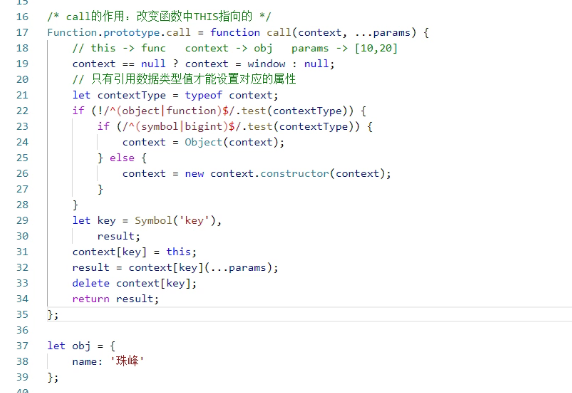 15
16 /* call的作用：改变函数中THIS指向的 */
17 Function.prototype.call = function call(context, ...params) {
18 // this -> func context -> obj params -> [10,20]
19 context == null ? context = window : null;
20 // 只有引用数据类型值才能设置对应的属性
21 let contextType = typeof context;
22 if (!/^(object|function)$/.test(contextType)) {
23 if (/^(symbol|bigint)$/.test(contextType)) {
24 context = Object(context);
25 } else {
26 context = new context.constructor(context);
27 }
28 }
29 let key = Symbol('key'),
30 result;
31 context[key] = this;
32 result = context[key](...params);
33 delete context[key];
34 return result;
35 };
36
37 let obj = {
38 name: '珠峰'
39 };
40